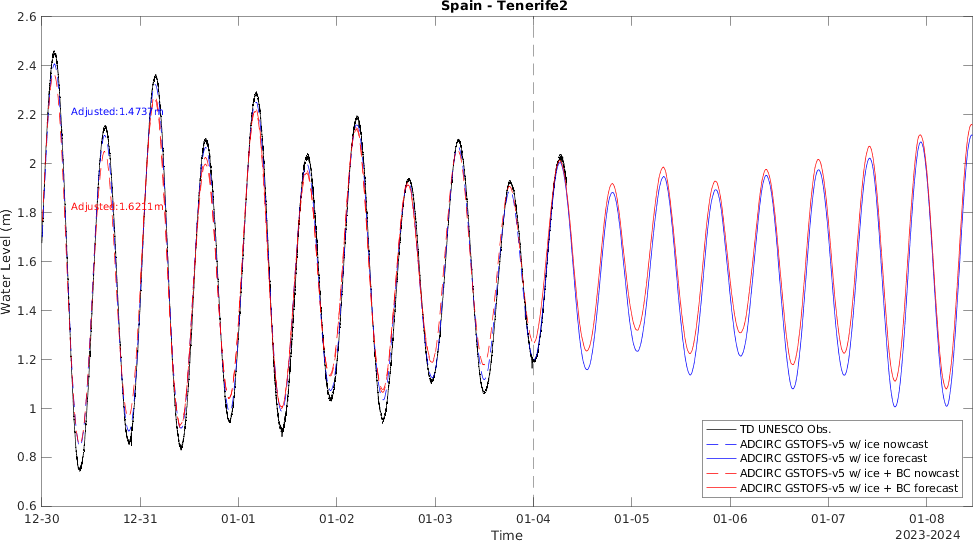 Spain - Tenerife2
2.6
2.4
2.2
2
1.8
1.6
1.4
1.2
1
0.8
0.6
Water Level (m)
Adjusted:1.4737m
Adjusted:1.6211m
TD UNESCO Obs.
ADCIRC GSTOFS-v5 w/ ice nowcast
ADCIRC GSTOFS-v5 w/ ice forecast
ADCIRC GSTOFS-v5 w/ ice + BC nowcast
ADCIRC GSTOFS-v5 w/ ice + BC forecast
12-30 12-31 01-01 01-02 01-03 01-04 01-05 01-06 01-07 01-08
Time
2023-2024